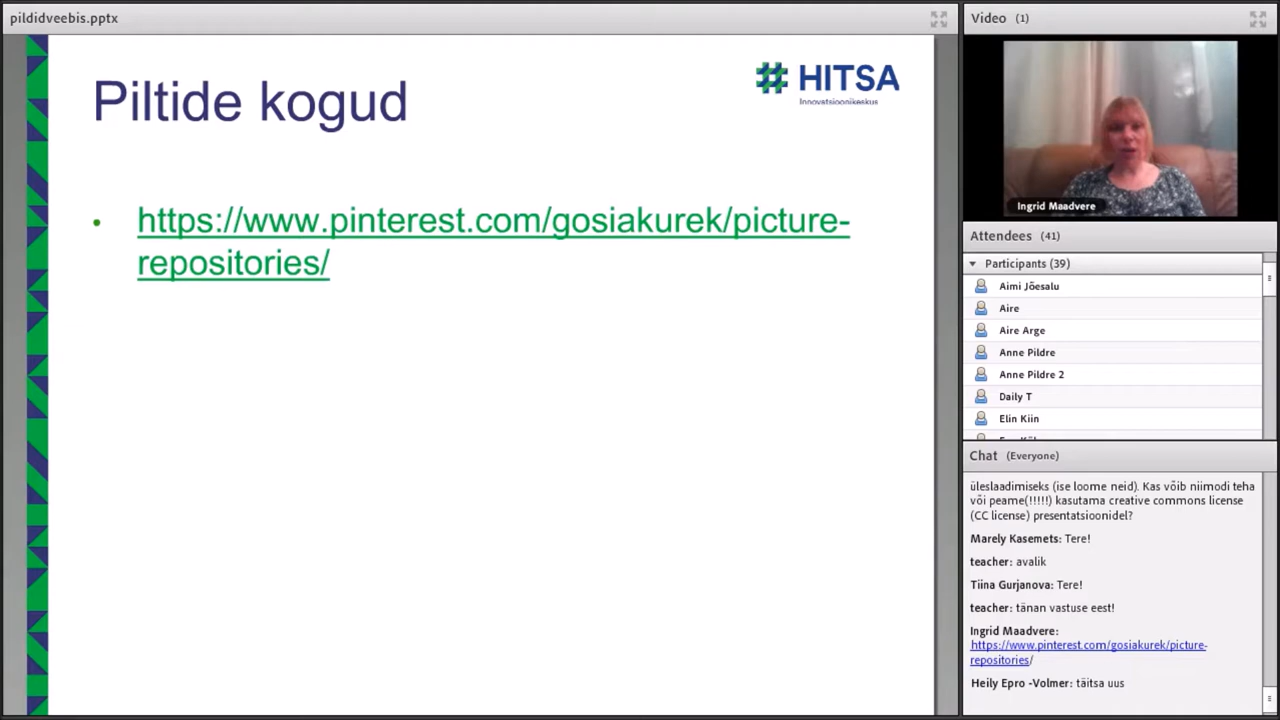 pildidveebis.pptx
Piltide kogud
HITSA
Innovatsioonikeskus
• https://www.pinterest.com/gosiakurek/picture-
repositories/
Video (1)
Ingrid Maadvere
Attendees (41)
Participants (39)
Aimi Jõesalu
Aire
Aire Arge
Anne Pildre
Anne Pildre 2
Daily T
Elin Kiin
Chat (Everyone)
üleslaadimiseks (ise loome neid). Kas võib niimodi teha
või peame(!!!!!) kasutama creative commons license
(CC license) presentatsioonidel?
Marely Kasemets: Tere!
teacher: avalik
Tiina Gurjanova: Tere!
teacher: tänan vastuse eest!
Ingrid Maadvere:
https://www.pinterest.com/gosiakurek/picture-
repositories/
Heily Epro -Volmer: täitsa uus